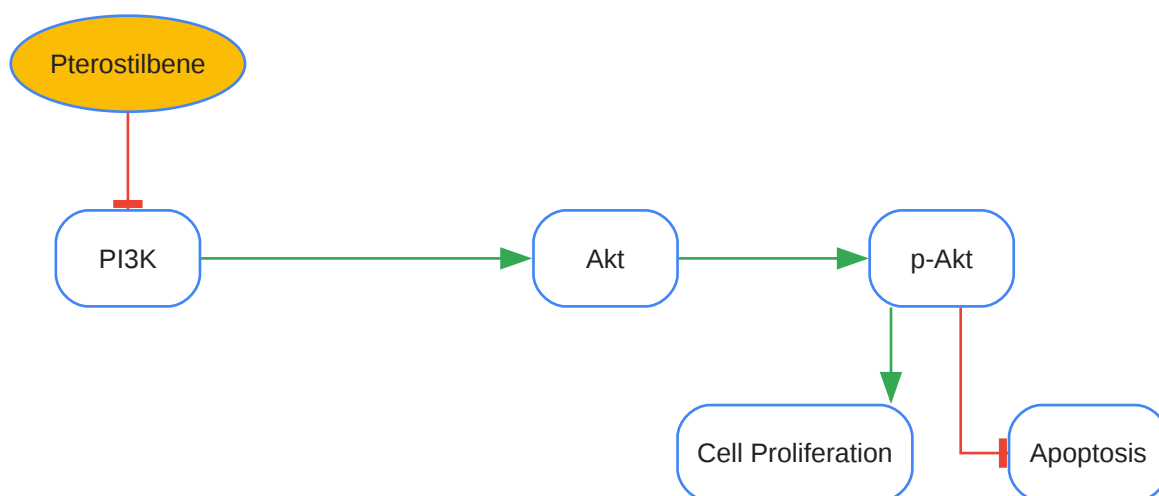 Pterostilbene
PI3K
Akt
p-Akt
Cell Proliferation
Apoptosis